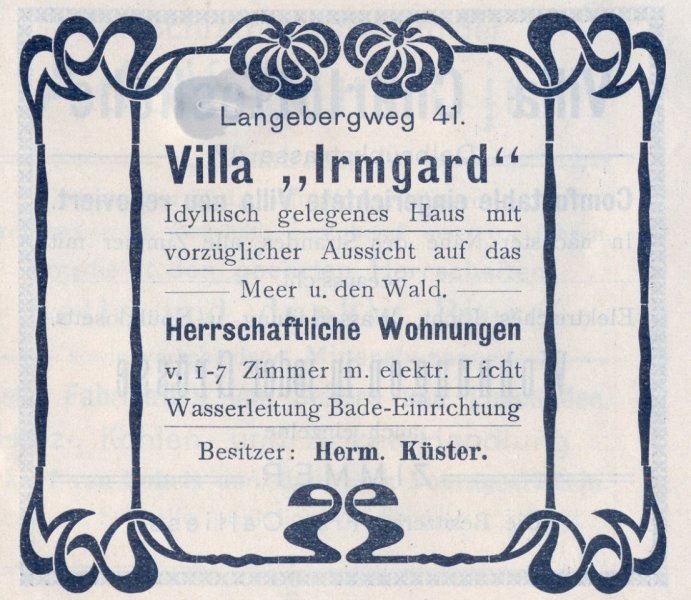 Langebergweg 41.
Villa „Irmgard“
Idyllisch gelegenes Haus mit
vorzüglicher Aussicht auf das
Meer u. den Wald.
Herrschaftliche Wohnungen
v. 1-7 Zimmer m. elektr. Licht
Wasserleitung Bade-Einrichtung
Besitzer: Herm. Küster.